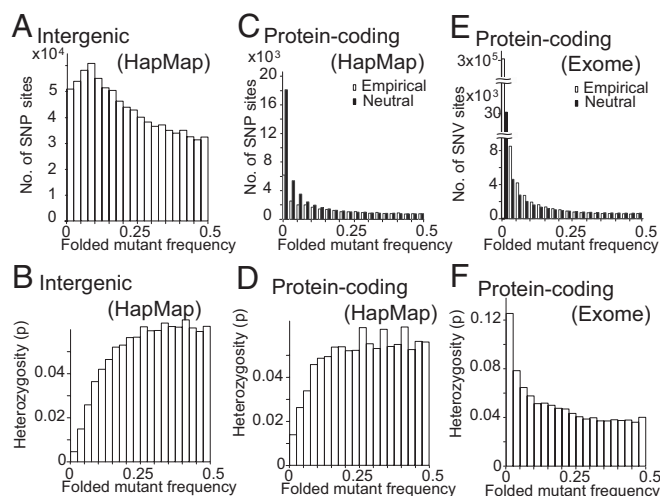 A Intergenic (HapMap)
x10⁴
No. of SNP sites
7
6
5
4
3
2
1
0
0 0.25 0.5
Folded mutant frequency
C Protein-coding (HapMap)
x10³
No. of SNP sites
20
16
12
8
4
0
Empirical
Neutral
0 0.25 0.5
Folded mutant frequency
E Protein-coding (Exome)
3x10⁵
x10³
30
No. of SNV sites
8
4
0
Empirical
Neutral
0 0.25 0.5
Folded mutant frequency
B Intergenic (HapMap)
Heterozygosity (p)
0.04
0.02
0
0 0.25 0.5
Folded mutant frequency
D Protein-coding (HapMap)
Heterozygosity (p)
0.04
0.02
0
0 0.25 0.5
Folded mutant frequency
F Protein-coding (Exome)
Heterozygosity (p)
0.12
0.08
0.04
0
0 0.25 0.5
Folded mutant frequency